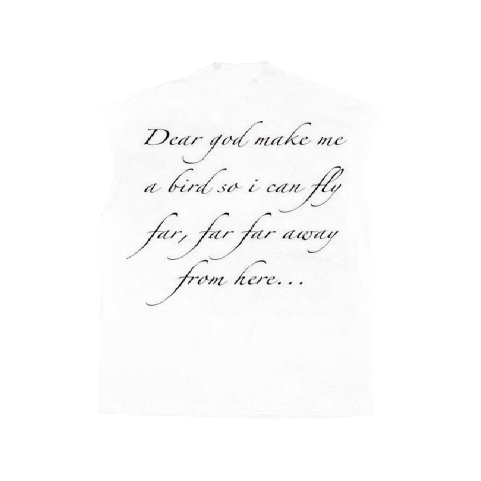 Dear god make me
a bird so i can fly
far, far far away
from here...